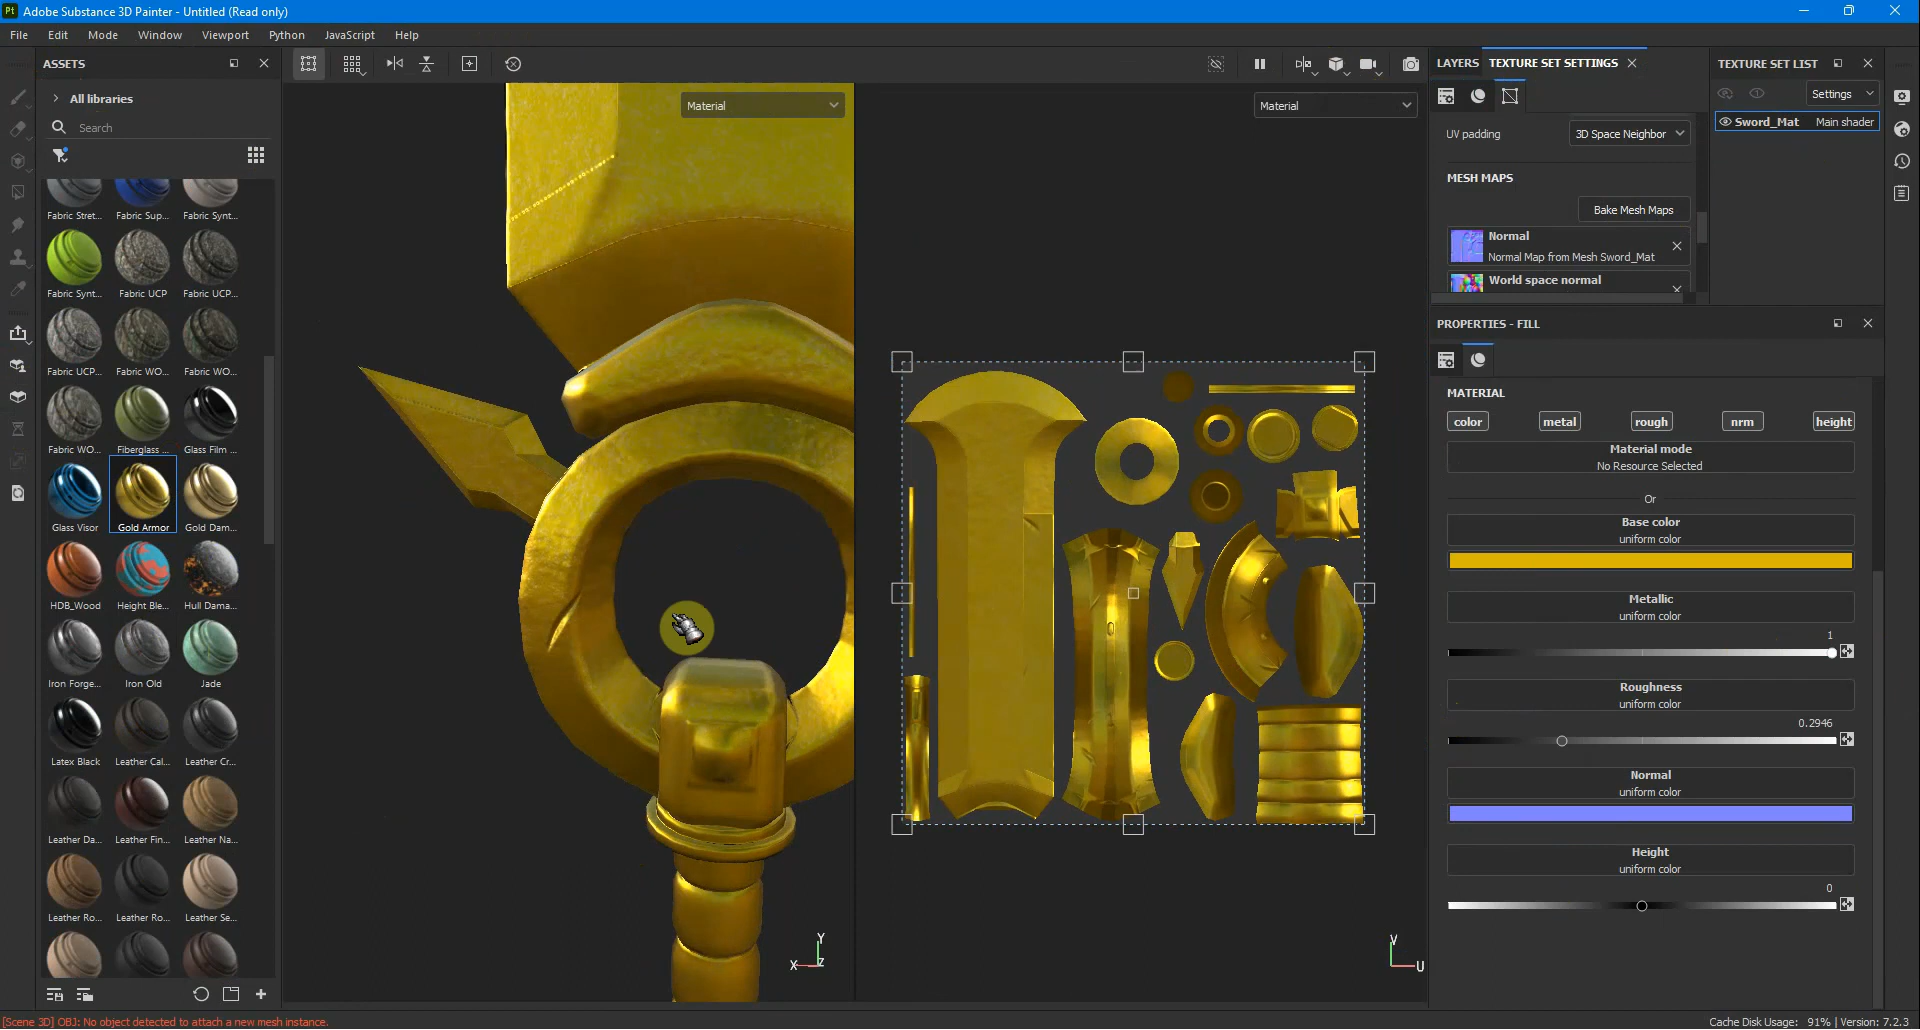 Pt Adobe Substance 3D Painter - Untitled (Read only)
File Edit Mode Window Viewport Python JavaScript Help
ASSETS
All libraries
Search
Fabric Stret... Fabric Sup... Fabric Synt...
Fabric Synt... Fabric UCP Fabric UCP...
Fabric UCP... Fabric WO... Fabric WO...
Fabric WO... Fiberglass ... Glass Film ...
Glass Visor Gold Armor Gold Dam...
HDB_Wood Height Ble... Hull Dama...
Iron Forge... Iron Old Jade
Latex Black Leather Cal... Leather Cr...
Leather Da... Leather Fin... Leather Na...
Leather Ro... Leather Ro... Leather Se...
Material
Y
X Z
Material
V
U
LAYERS TEXTURE SET SETTINGS
UV padding 3D Space Neighbor
MESH MAPS
Bake Mesh Maps
Normal
Normal Map from Mesh Sword_Mat
World space normal
TEXTURE SET LIST
Settings
Sword_Mat Main shader
PROPERTIES - FILL
MATERIAL
color metal rough nrm height
Material mode
No Resource Selected
Or
Base color
uniform color
Metallic
uniform color
1
Roughness
uniform color
0.2946
Normal
uniform color
Height
uniform color
0
[Scene 3D] OBJ: No object detected to attach a new mesh instance.
Cache Disk Usage: 91% | Version: 7.2.3